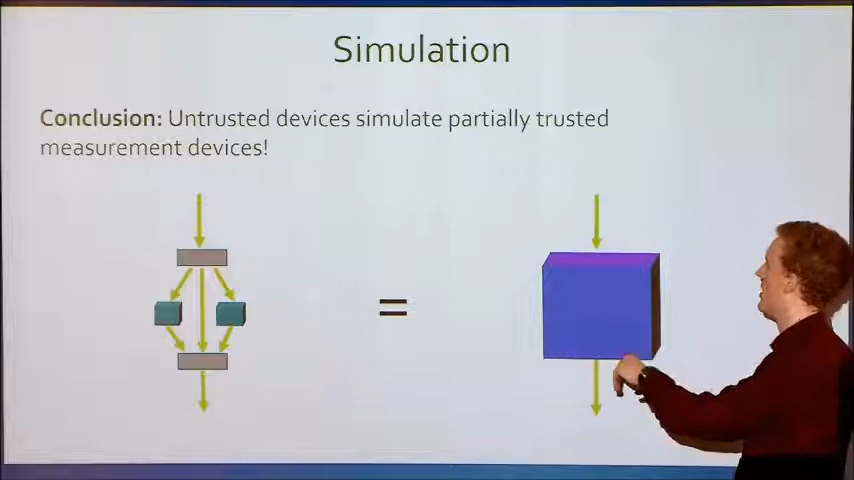 Simulation
Conclusion: Untrusted devices simulate partially trusted
measurement devices!
=